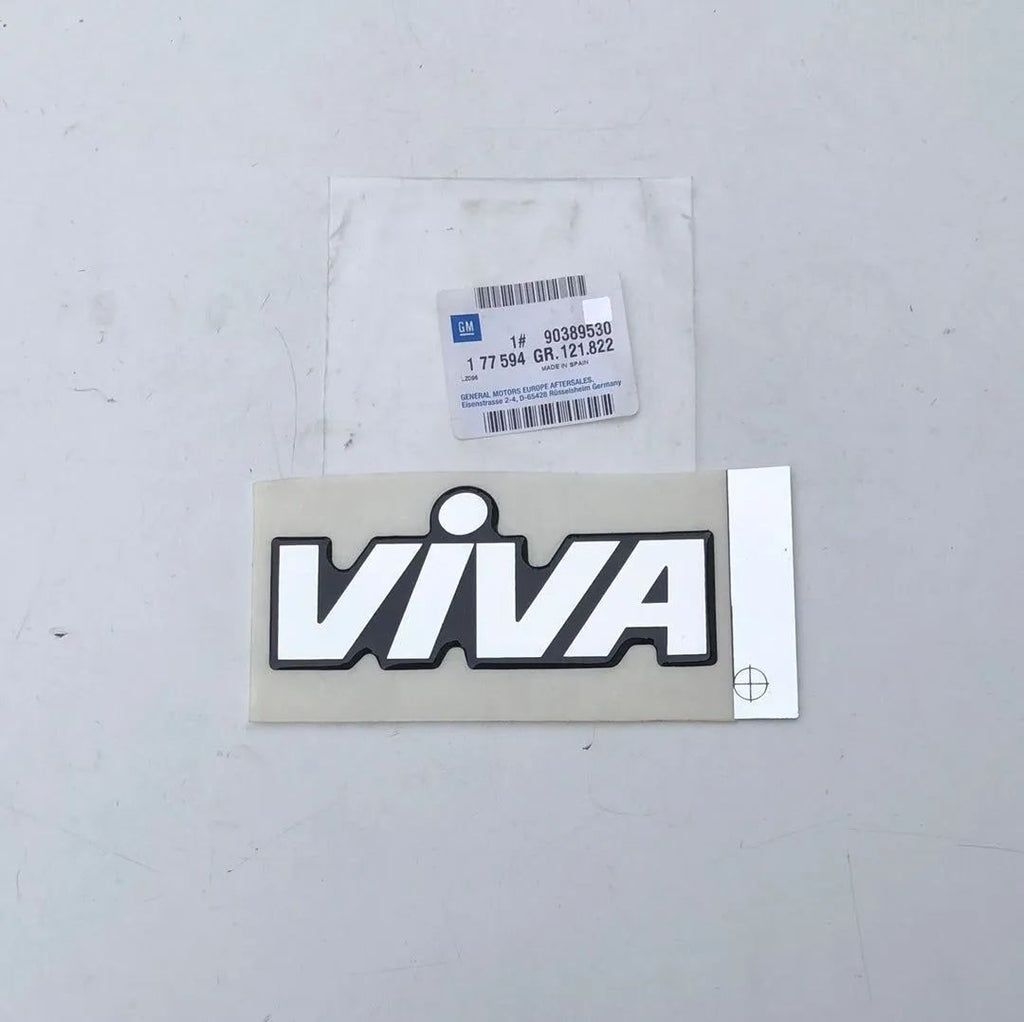 GM
1# 90389530
1 77 594 GR.121.822
LZ096 MADE IN SPAIN
GENERAL MOTORS EUROPE AFTERSALES,
Eisenstrasse 2-4, D-65428 Rüsselsheim Germany
ViVA